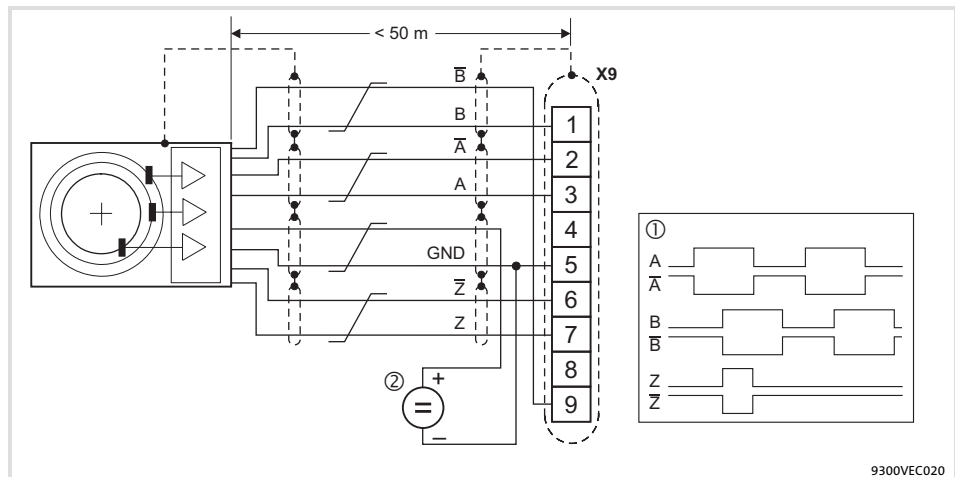 < 50 m
X9
B̅
B
A̅
A
GND
Z̅
Z
1
2
3
4
5
6
7
8
9
②
+
=
–
①
A
A̅
B
B̅
Z
Z̅
9300VEC020